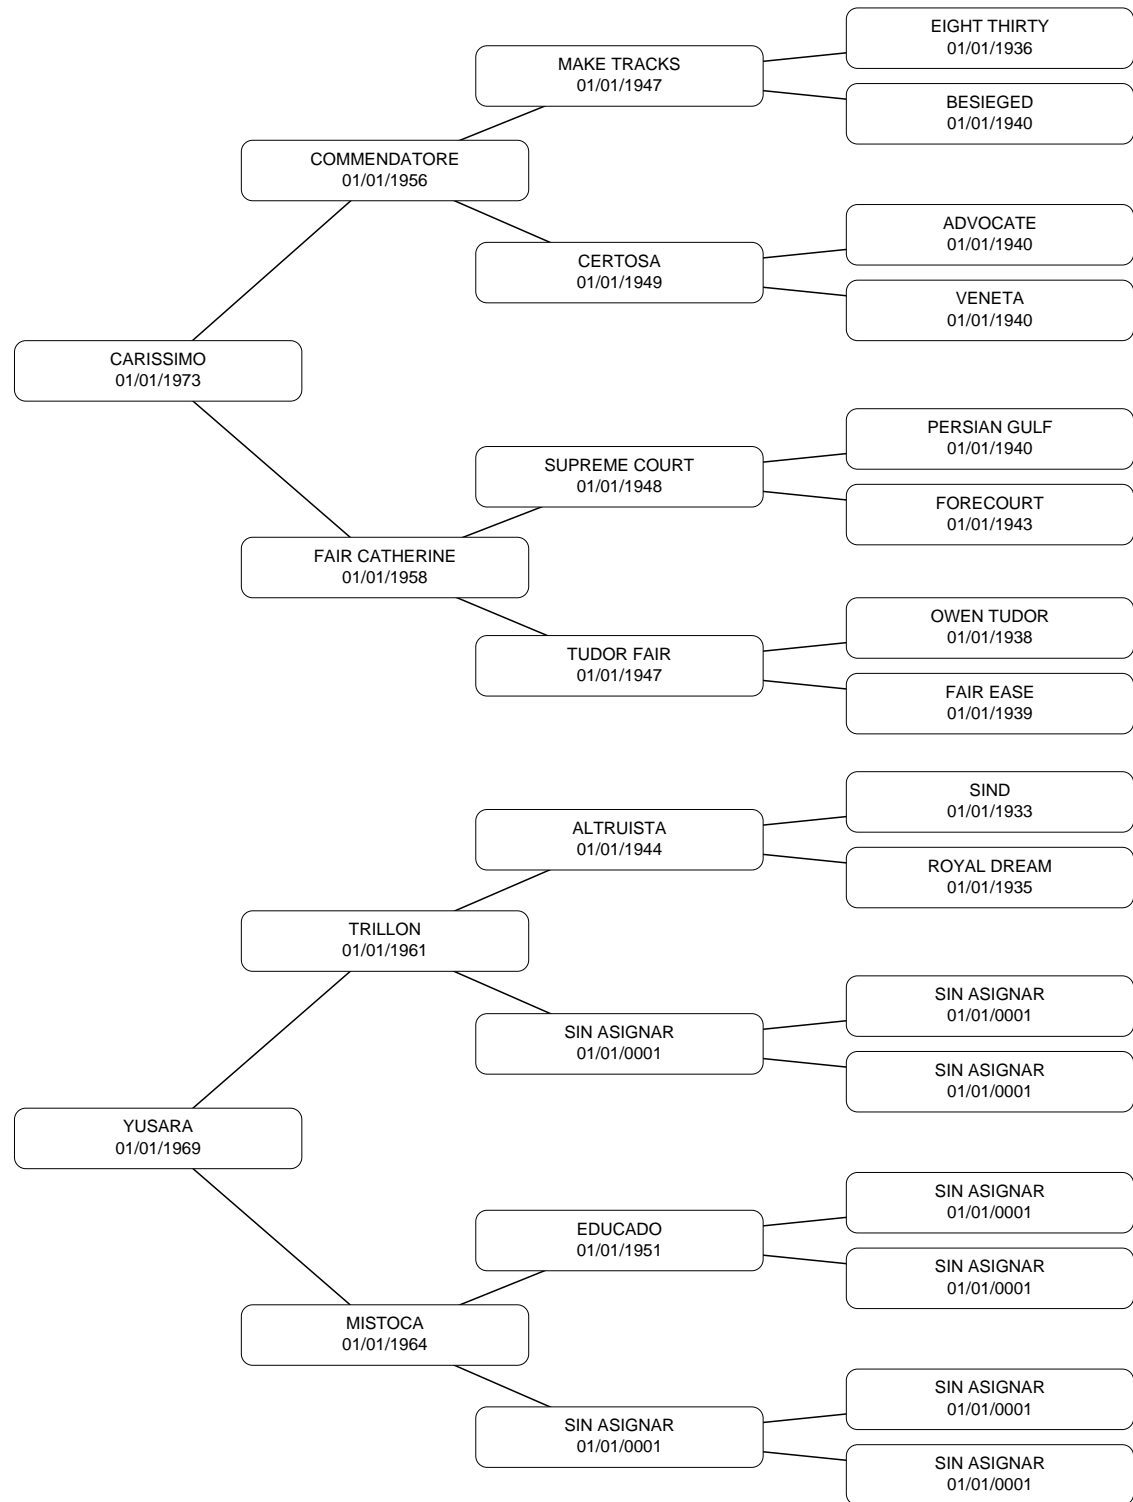 EIGHT THIRTY
01/01/1936
MAKE TRACKS
01/01/1947
BESIEGED
01/01/1940
COMMENDATORE
01/01/1956
ADVOCATE
01/01/1940
CERTOSA
01/01/1949
VENETA
01/01/1940
CARISSIMO
01/01/1973
PERSIAN GULF
01/01/1940
SUPREME COURT
01/01/1948
FORECOURT
01/01/1943
FAIR CATHERINE
01/01/1958
OWEN TUDOR
01/01/1938
TUDOR FAIR
01/01/1947
FAIR EASE
01/01/1939
SIND
01/01/1933
ALTRUISTA
01/01/1944
ROYAL DREAM
01/01/1935
TRILLON
01/01/1961
SIN ASIGNAR
01/01/0001
SIN ASIGNAR
01/01/0001
SIN ASIGNAR
01/01/0001
YUSARA
01/01/1969
SIN ASIGNAR
01/01/0001
EDUCADO
01/01/1951
SIN ASIGNAR
01/01/0001
MISTOCA
01/01/1964
SIN ASIGNAR
01/01/0001
SIN ASIGNAR
01/01/0001
SIN ASIGNAR
01/01/0001